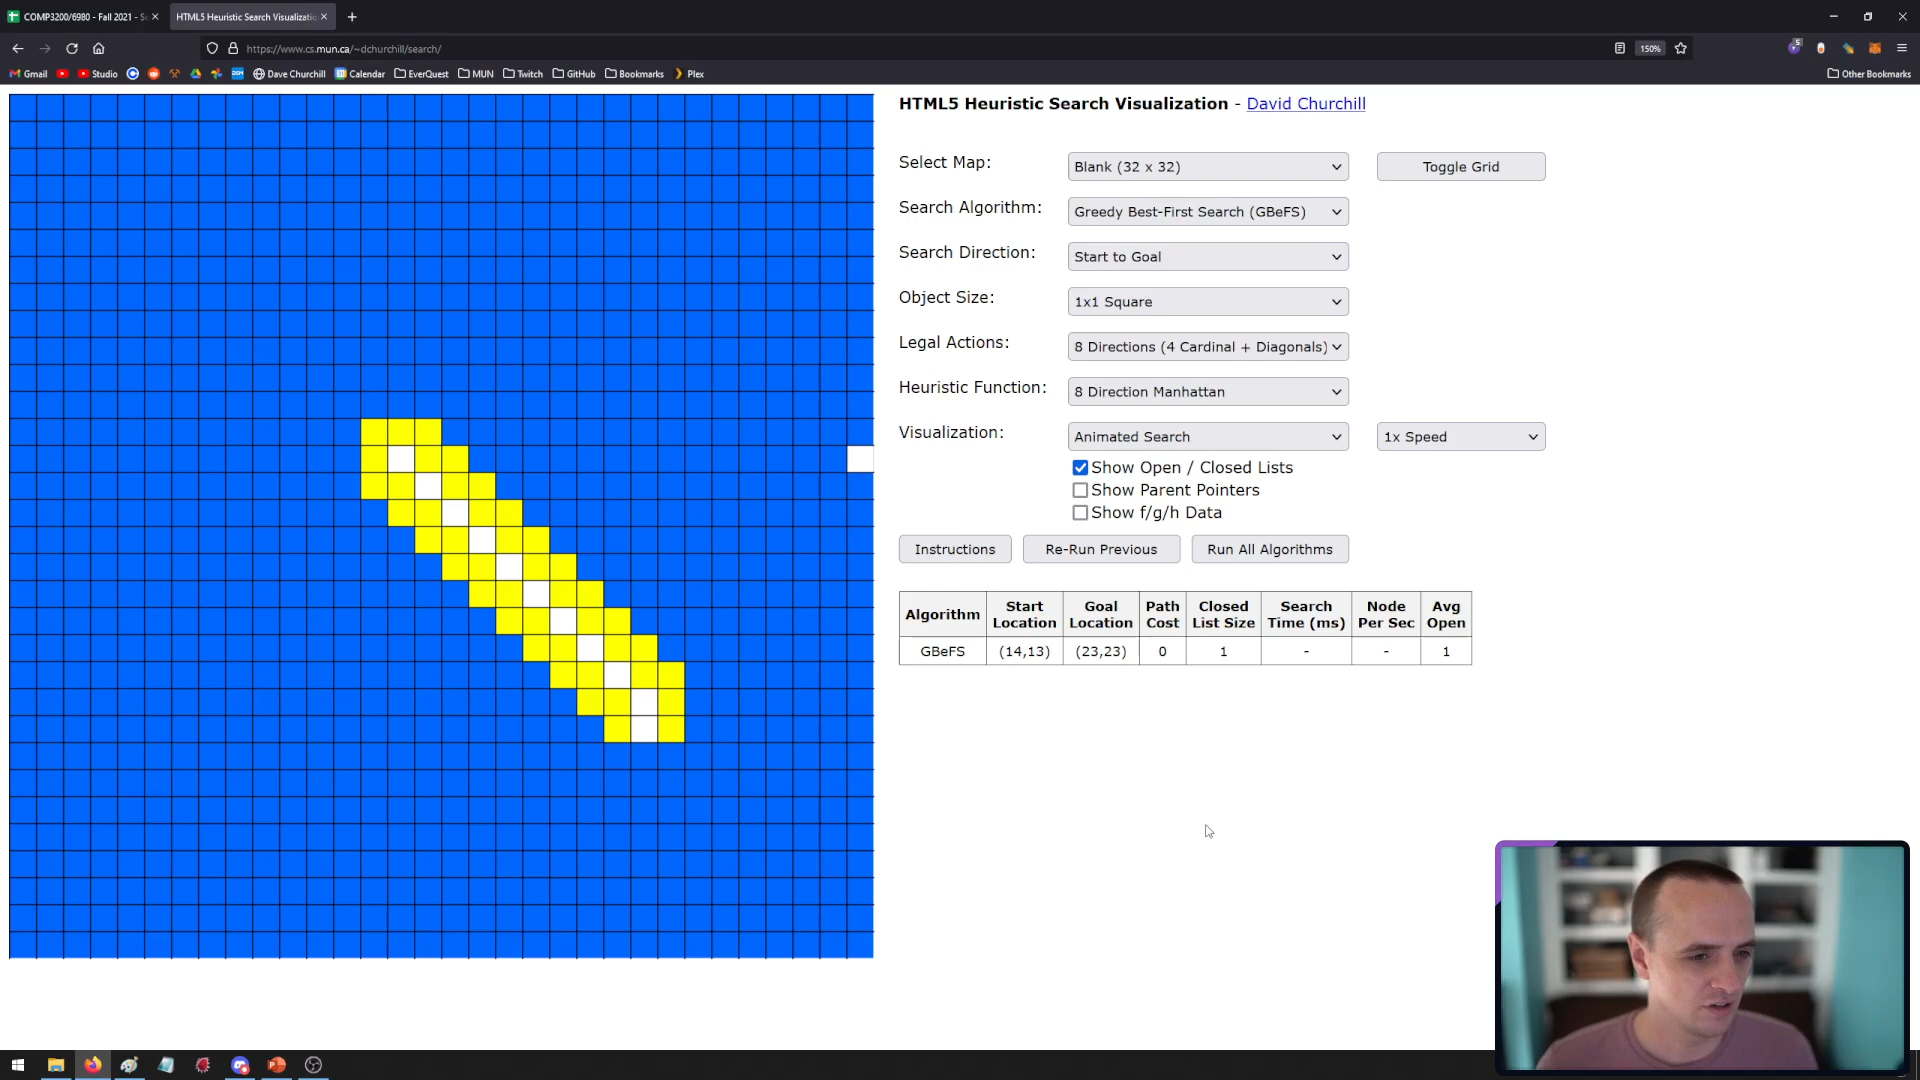 COMP3200/6980 - Fall 2021 - S
HTML5 Heuristic Search Visualizatio
https://www.cs.mun.ca/~dchurchill/search/
150%
5
Gmail
Studio
DSM
Dave Churchill
Calendar
EverQuest
MUN
Twitch
GitHub
Bookmarks
Plex
Other Bookmarks
HTML5 Heuristic Search Visualization - David Churchill
Select Map:
Blank (32 x 32)
Toggle Grid
Search Algorithm:
Greedy Best-First Search (GBeFS)
Search Direction:
Start to Goal
Object Size:
1x1 Square
Legal Actions:
8 Directions (4 Cardinal + Diagonals)
Heuristic Function:
8 Direction Manhattan
Visualization:
Animated Search
1x Speed
Show Open / Closed Lists
Show Parent Pointers
Show f/g/h Data
Instructions
Re-Run Previous
Run All Algorithms
Algorithm
Start Location
Goal Location
Path Cost
Closed List Size
Search Time (ms)
Node Per Sec
Avg Open
GBeFS
(14,13)
(23,23)
0
1
-
-
1